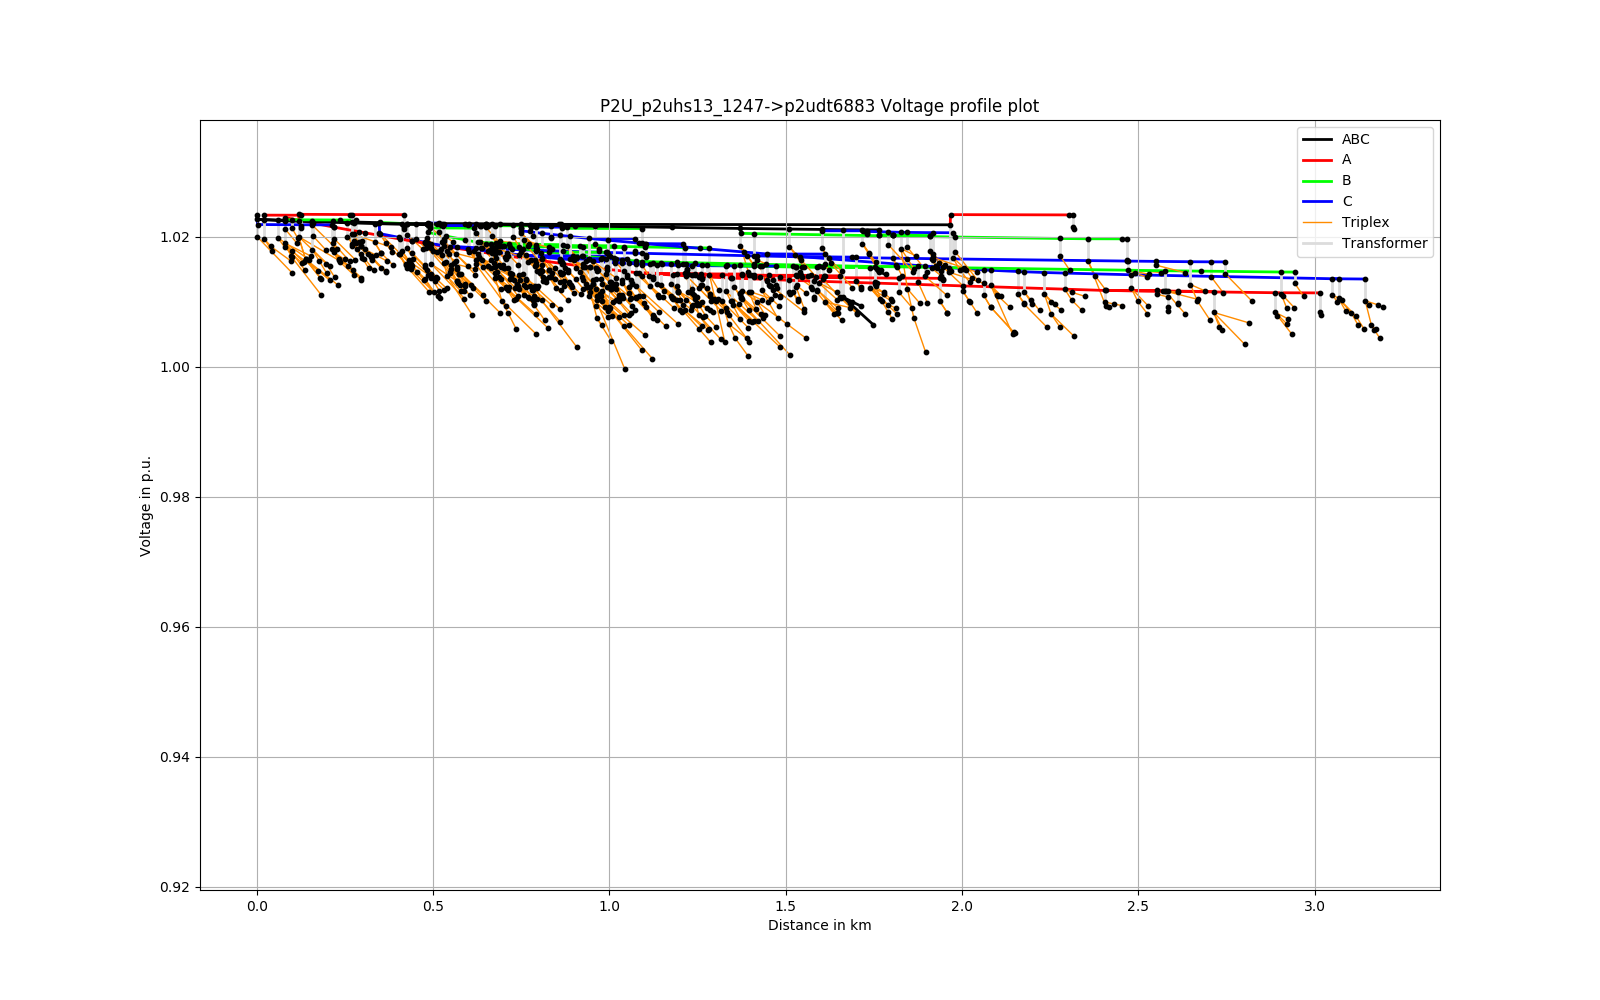 P2U_p2uhs13_1247->p2udt6883 Voltage profile plot
ABC
A
B
C
Triplex
Transformer
1.02
1.00
0.98
0.96
0.94
0.92
Voltage in p.u.
0.0 0.5 1.0 1.5 2.0 2.5 3.0
Distance in km